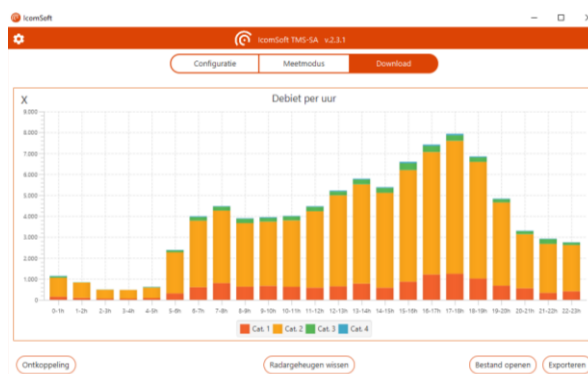 IcomSoft
IcomSoft TMS-SA v.2.3.1
Configuratie Meetmodus Download
X Debiet per uur
9.000
8.000
7.000
6.000
5.000
4.000
3.000
2.000
1.000
0
0-1h 1-2h 2-3h 3-4h 4-5h 5-6h 6-7h 7-8h 8-9h 9-10h 10-11h 11-12h 12-13h 13-14h 14-15h 15-16h 16-17h 17-18h 18-19h 19-20h 20-21h 21-22h 22-23h
Cat. 1 Cat. 2 Cat. 3 Cat. 4
Ontkoppeling Radargeheugen wissen Bestand openen Exporteren